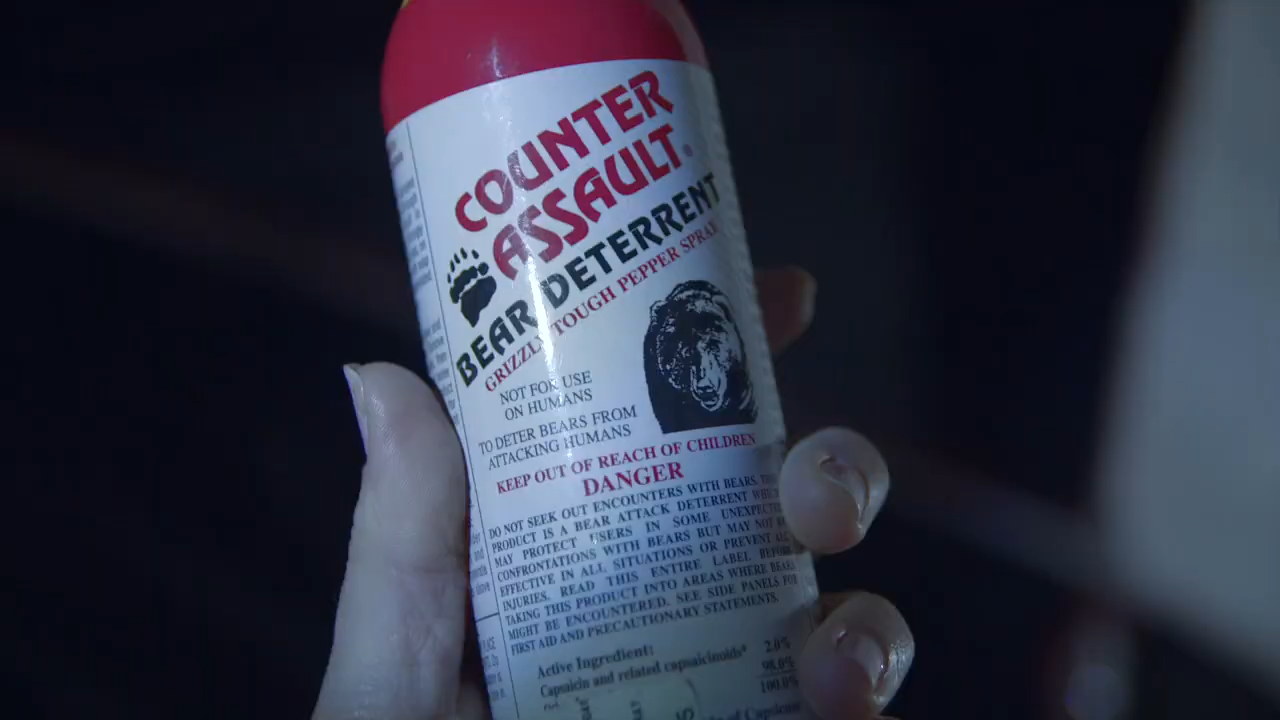 COUNTER
ASSAULT®
BEAR DETERRENT
GRIZZLY TOUGH PEPPER SPRAY
NOT FOR USE
ON HUMANS
TO DETER BEARS FROM
ATTACKING HUMANS
KEEP OUT OF REACH OF CHILDREN
DANGER
DO NOT SEEK OUT ENCOUNTERS WITH BEARS.
PRODUCT IS A BEAR ATTACK DETERRENT
MAY PROTECT USERS IN SOME UNEXPECTED
CONFRONTATIONS WITH BEARS BUT MAY NOT
EFFECTIVE IN ALL SITUATIONS OR PREVENT ALL
INJURIES. READ THIS ENTIRE LABEL BEFORE
TAKING THIS PRODUCT INTO AREAS WHERE BEARS
MIGHT BE ENCOUNTERED. SEE SIDE PANELS FOR
FIRST AID AND PRECAUTIONARY STATEMENTS.
Active Ingredient:
Capsaicin and related capsaicinoids* 2.0%
98.0%
100.0%